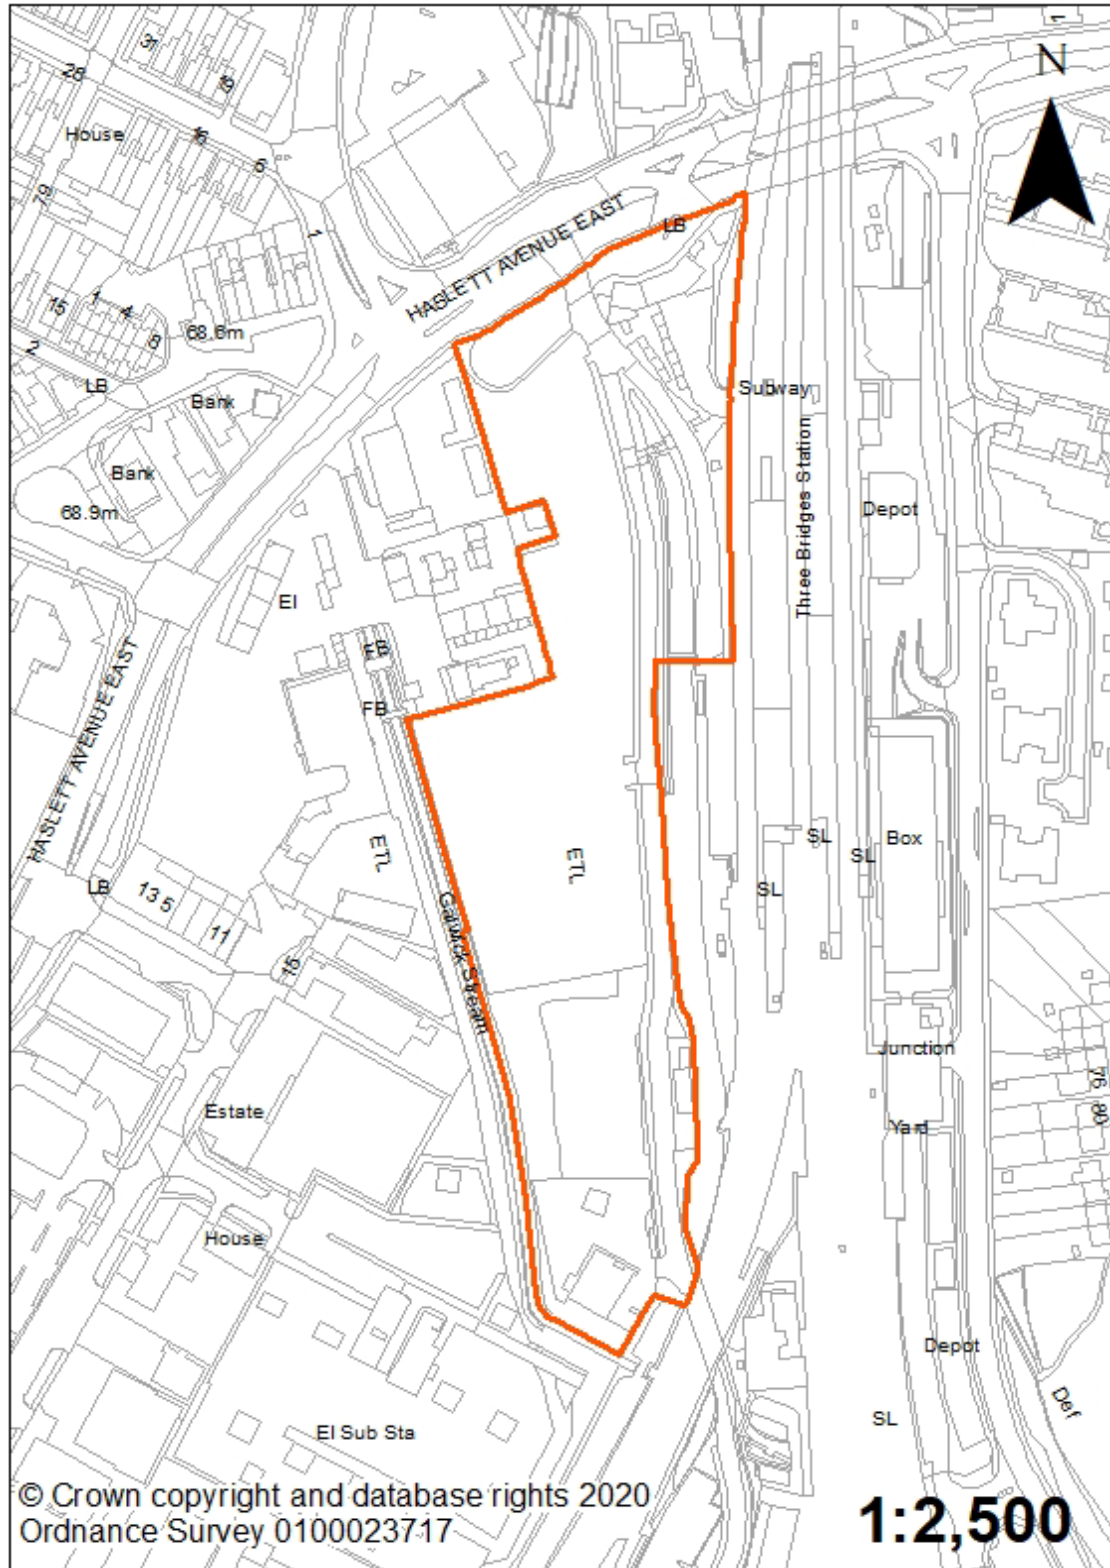 1
31
28
19
N
House
16
6
79
1
HASLETT AVENUE EAST
LB
15
1
4
8
68.6m
2
LB
Bank
Subway
Bank
68.9m
Three Bridges Station
Depot
EI
FB
FB
HASLETT AVENUE EAST
ETL
ETL
SL
Box
SL
SL
LB
13 5
11
15
Gatwick Stream
Junction
76
80
Estate
Yard
House
Depot
Def
SL
El Sub Sta
© Crown copyright and database rights 2020
Ordnance Survey 0100023717
1:2,500